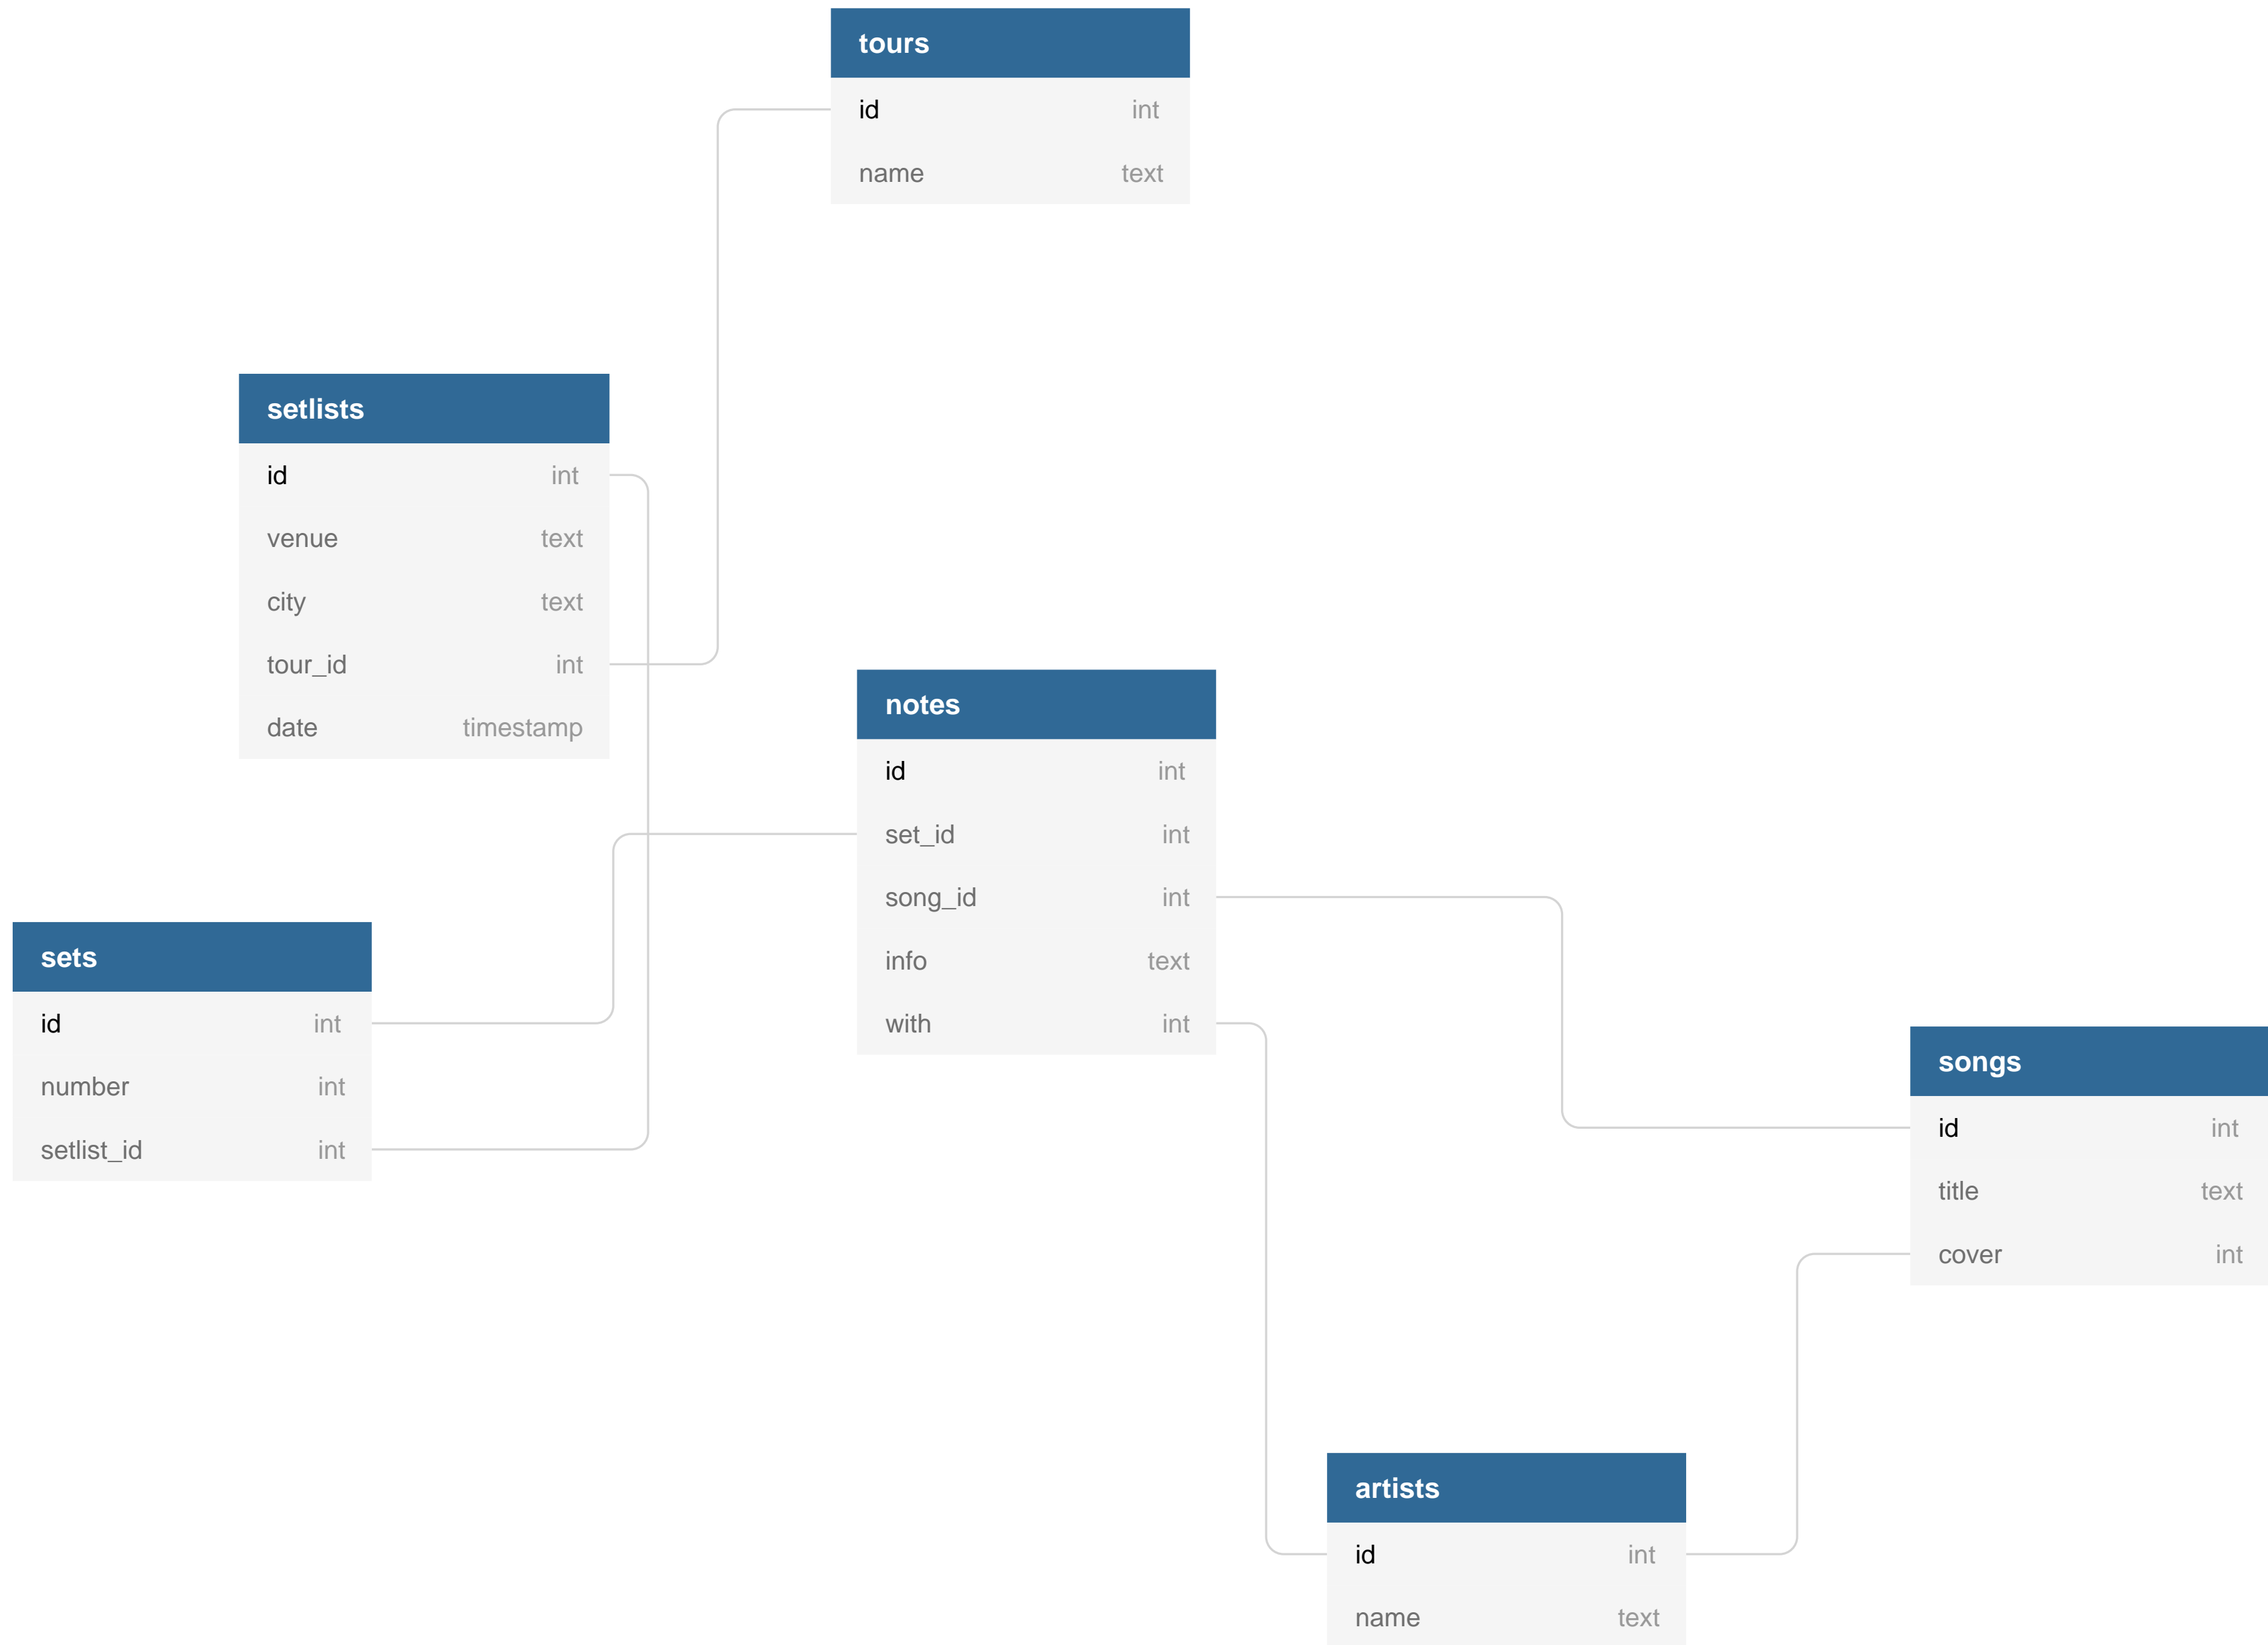 tours
id int
name text
setlists
id int
venue text
city text
tour_id int
date timestamp
notes
id int
set_id int
song_id int
info text
with int
sets
id int
number int
setlist_id int
songs
id int
title text
cover int
artists
id int
name text